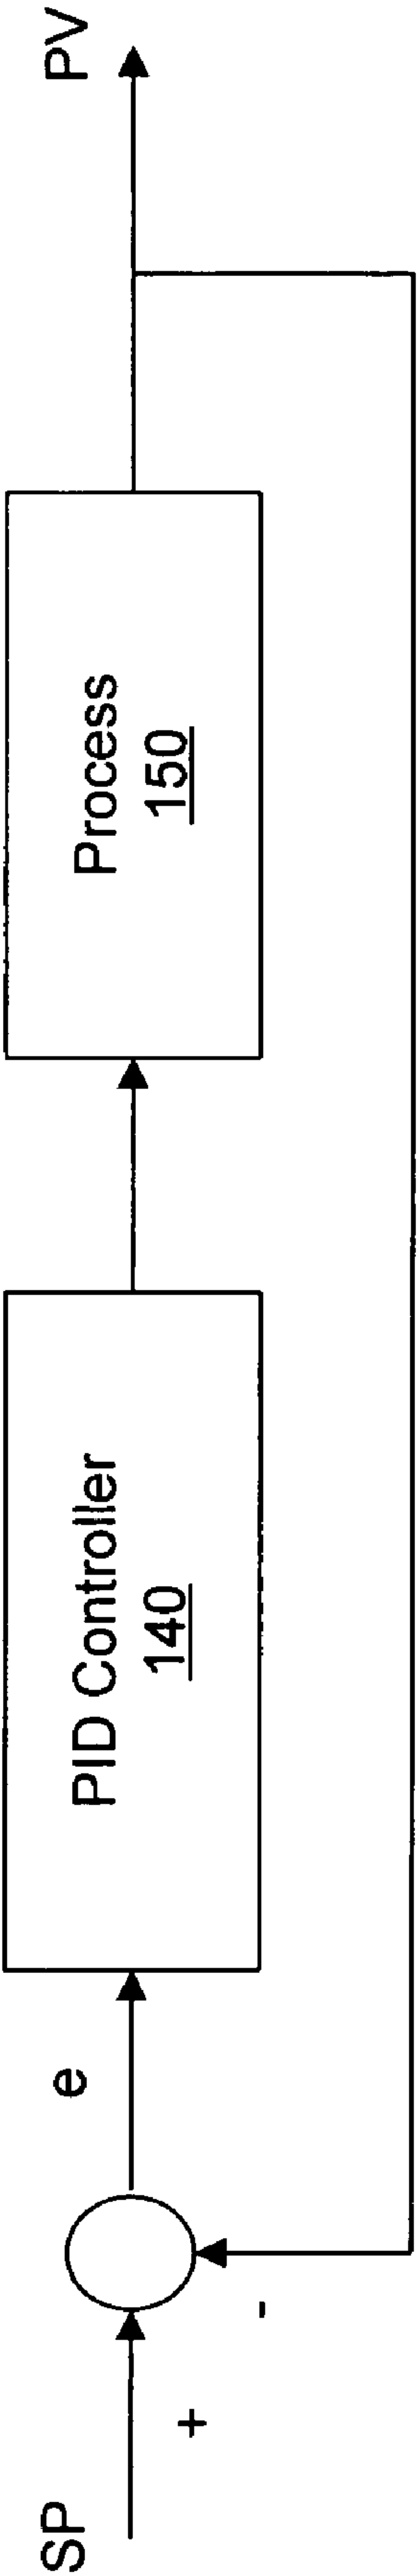 SP
+
-
e
PID Controller
140
Process
150
PV